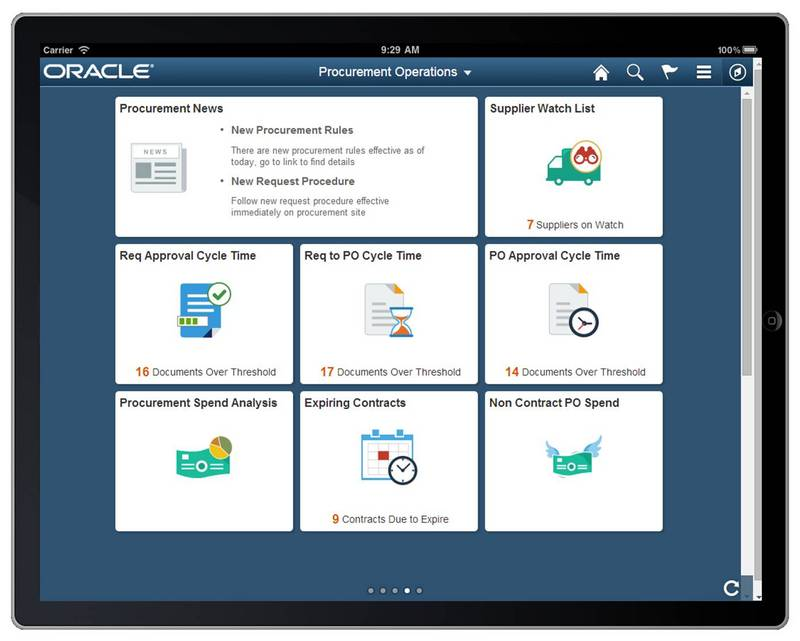 Carrier
9:29 AM
100%
ORACLE®
Procurement Operations
Procurement News
NEWS
• New Procurement Rules
There are new procurement rules effective as of
today, go to link to find details
• New Request Procedure
Follow new request procedure effective
immediately on procurement site
Supplier Watch List
7 Suppliers on Watch
Req Approval Cycle Time
16 Documents Over Threshold
Req to PO Cycle Time
17 Documents Over Threshold
PO Approval Cycle Time
14 Documents Over Threshold
Procurement Spend Analysis
Expiring Contracts
9 Contracts Due to Expire
Non Contract PO Spend